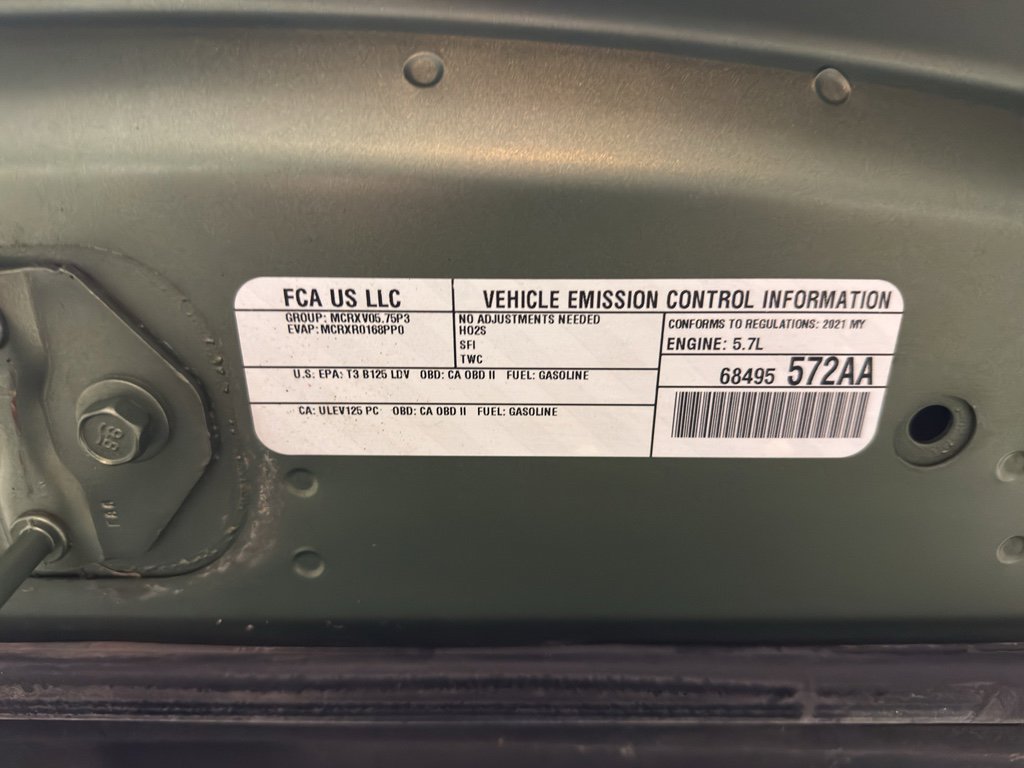 FCA US LLC
VEHICLE EMISSION CONTROL INFORMATION
GROUP: MCRXV05.75P3
EVAP: MCRXR0168PP0
NO ADJUSTMENTS NEEDED
HO2S
SFI
TWC
CONFORMS TO REGULATIONS: 2021 MY
ENGINE: 5.7L
68495 572AA
U.S. EPA: T3 B125 LDV OBD: CA OBD II FUEL: GASOLINE
CA: ULEV125 PC OBD: CA OBD II FUEL: GASOLINE